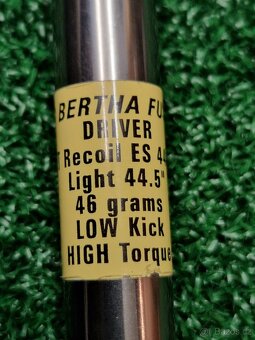 BERTHA FU
DRIVER
T Recoil ES 4
Light 44.5"
46 grams
LOW Kick
HIGH Torque